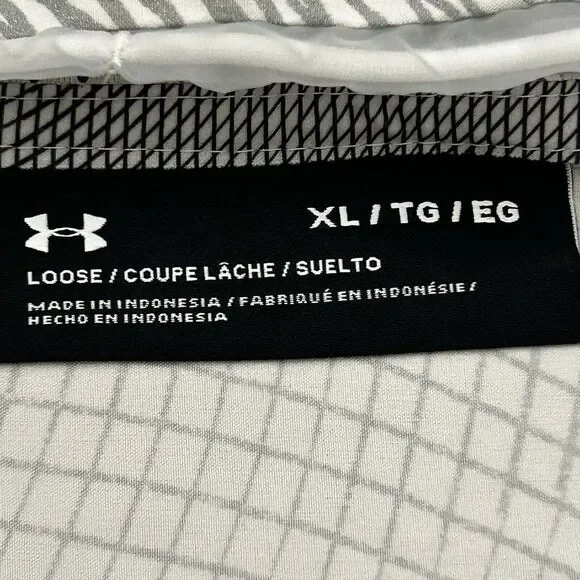 XL / TG / EG
LOOSE / COUPE LÂCHE / SUELTO
MADE IN INDONESIA / FABRIQUÉ EN INDONÉSIE /
HECHO EN INDONESIA